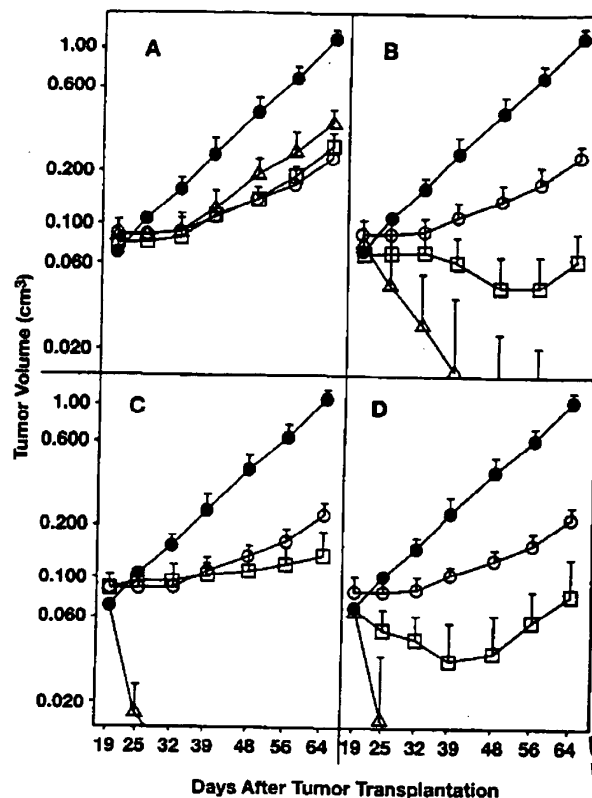 A
B
1.00
0.600
0.200
0.100
0.060
0.020
C
D
1.00
0.600
0.200
0.100
0.060
0.020
Tumor Volume (cm³)
19 25 32 39 48 56 64 19 25 32 39 48 56 64
Days After Tumor Transplantation